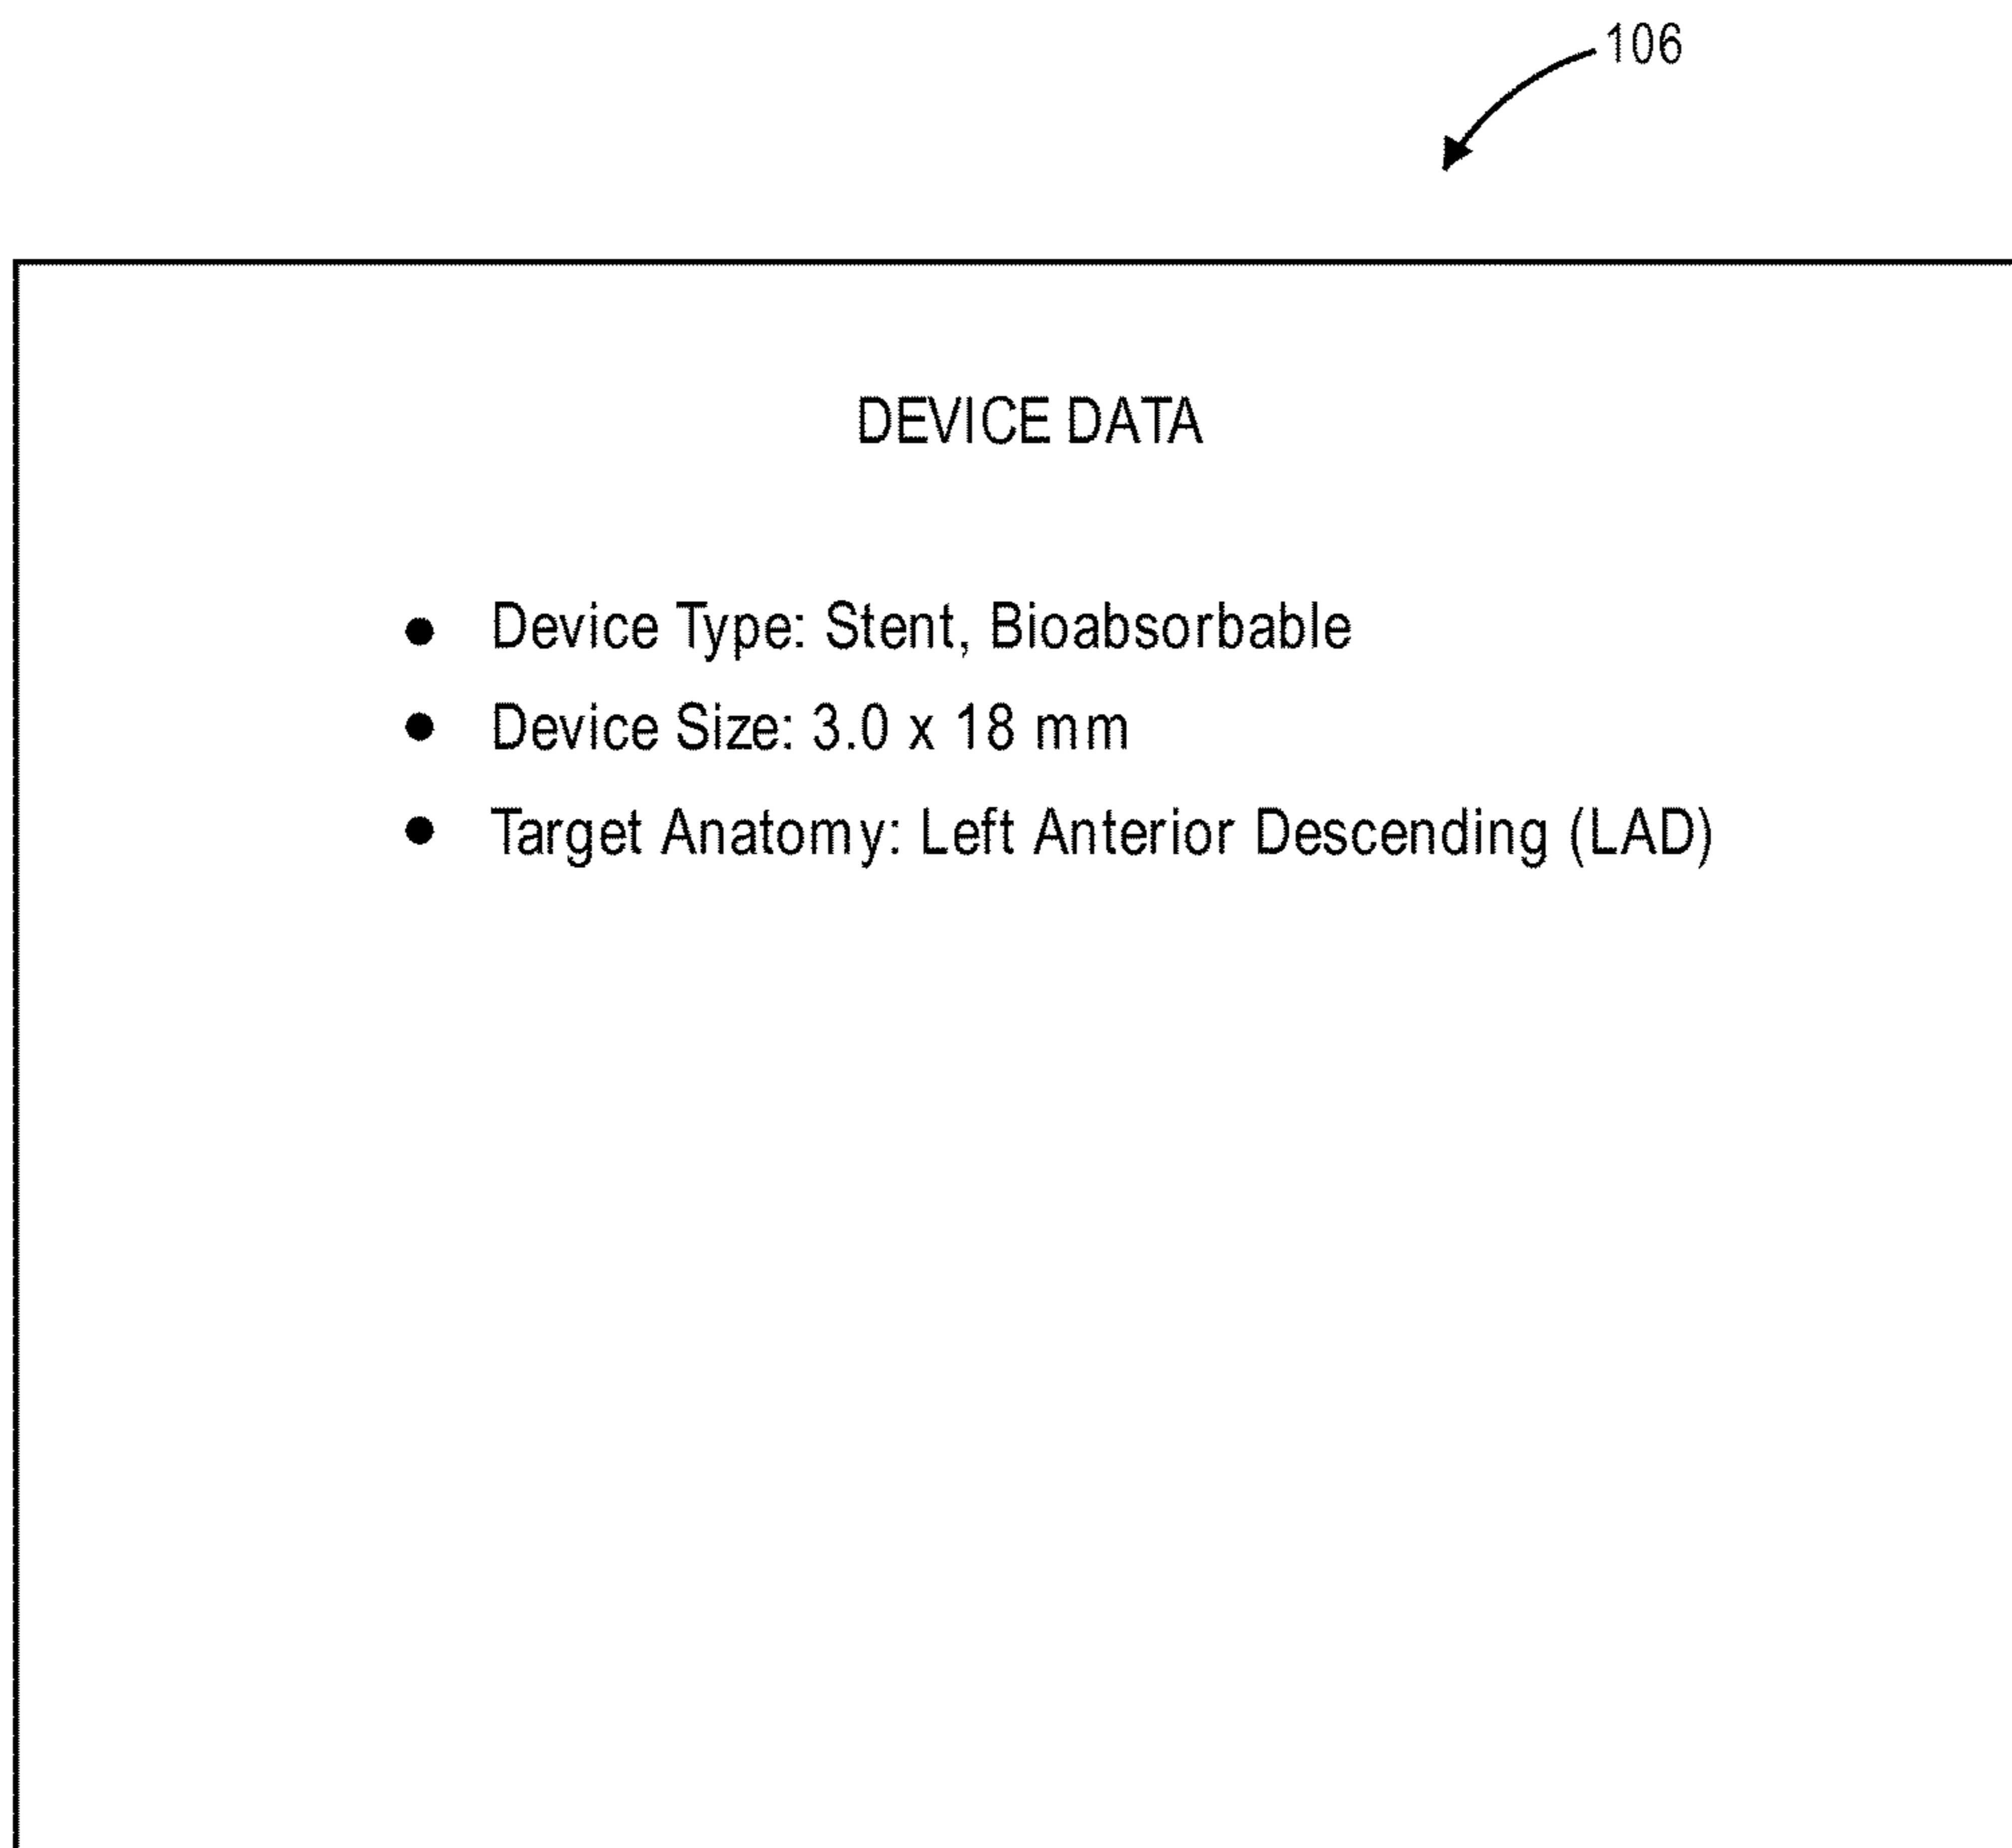 106
DEVICE DATA
● Device Type: Stent, Bioabsorbable
● Device Size: 3.0 x 18 mm
● Target Anatomy: Left Anterior Descending (LAD)